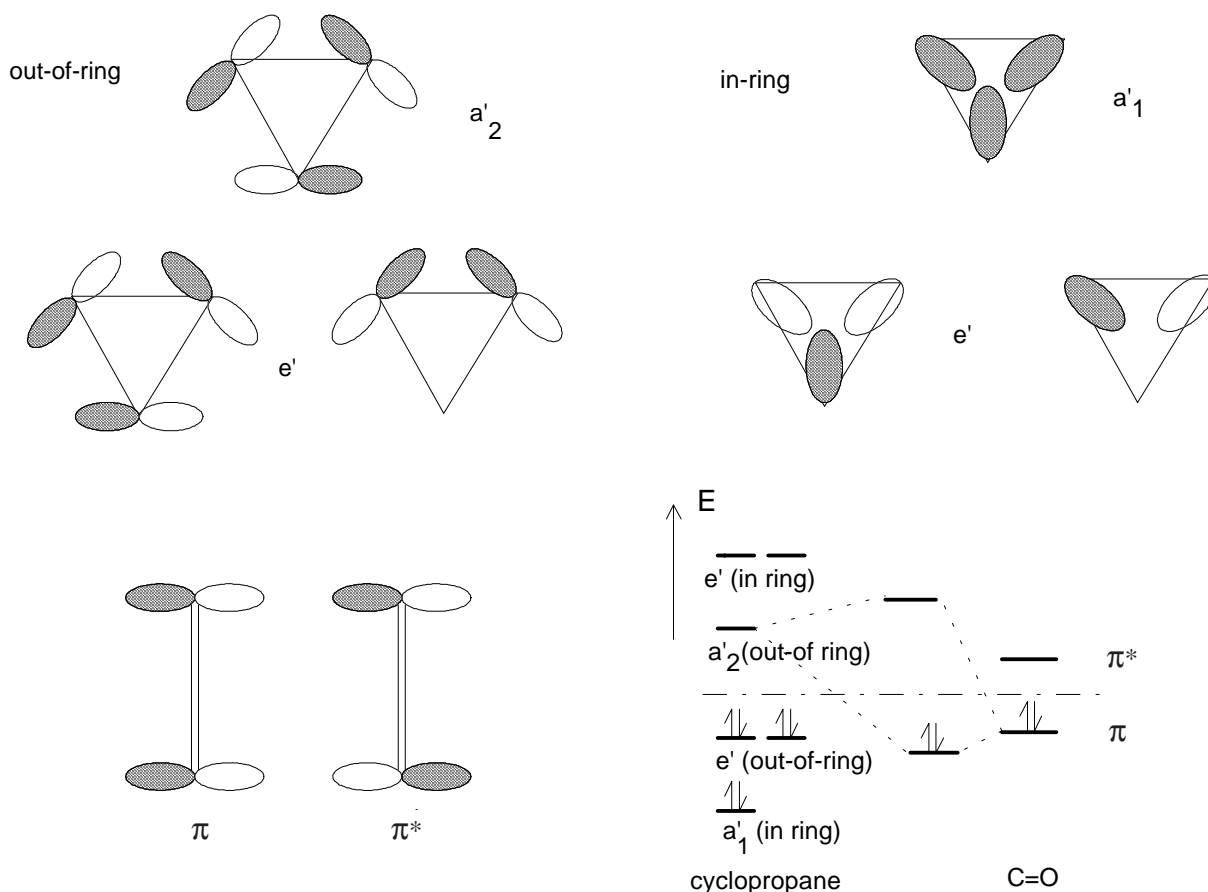 out-of-ring
a'2
in-ring
a'1
e'
e'
π
π*
E
e' (in ring)
a'2 (out-of ring)
π*
e' (out-of-ring)
π
a'1 (in ring)
cyclopropane
C=O